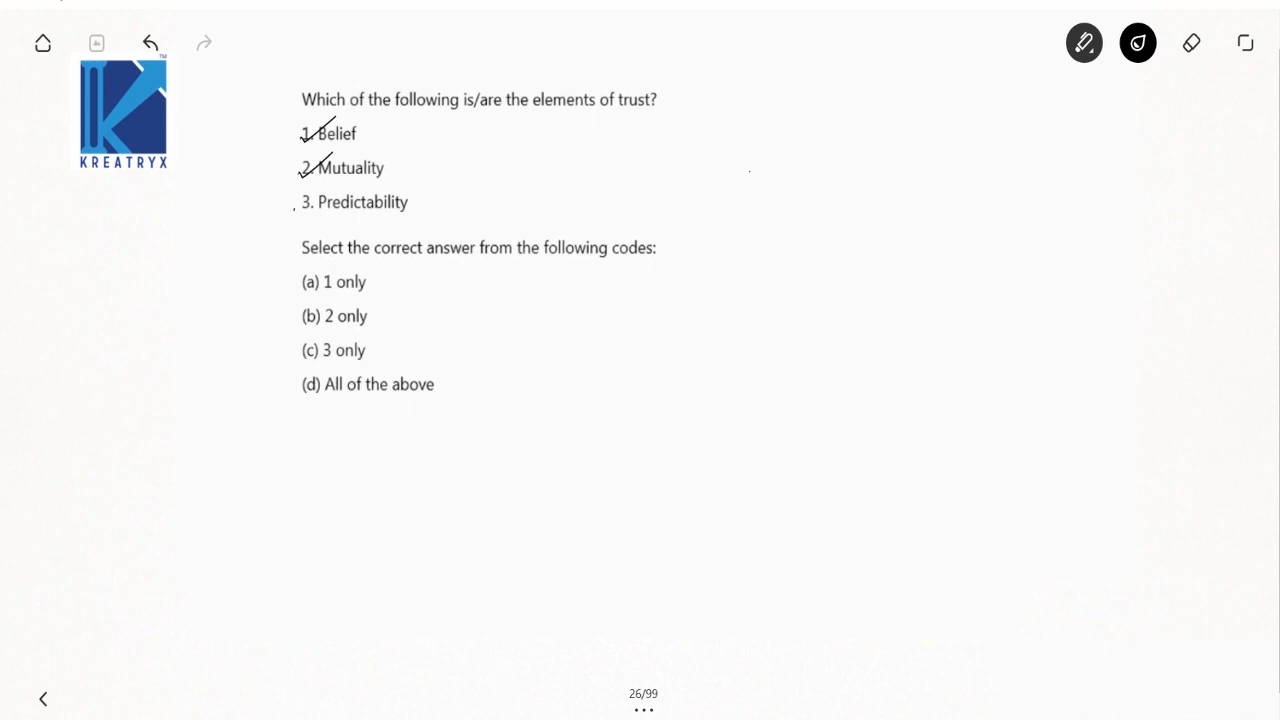 TM
KREATRYX
Which of the following is/are the elements of trust?
1. Belief
2. Mutuality
3. Predictability
Select the correct answer from the following codes:
(a) 1 only
(b) 2 only
(c) 3 only
(d) All of the above
26/99